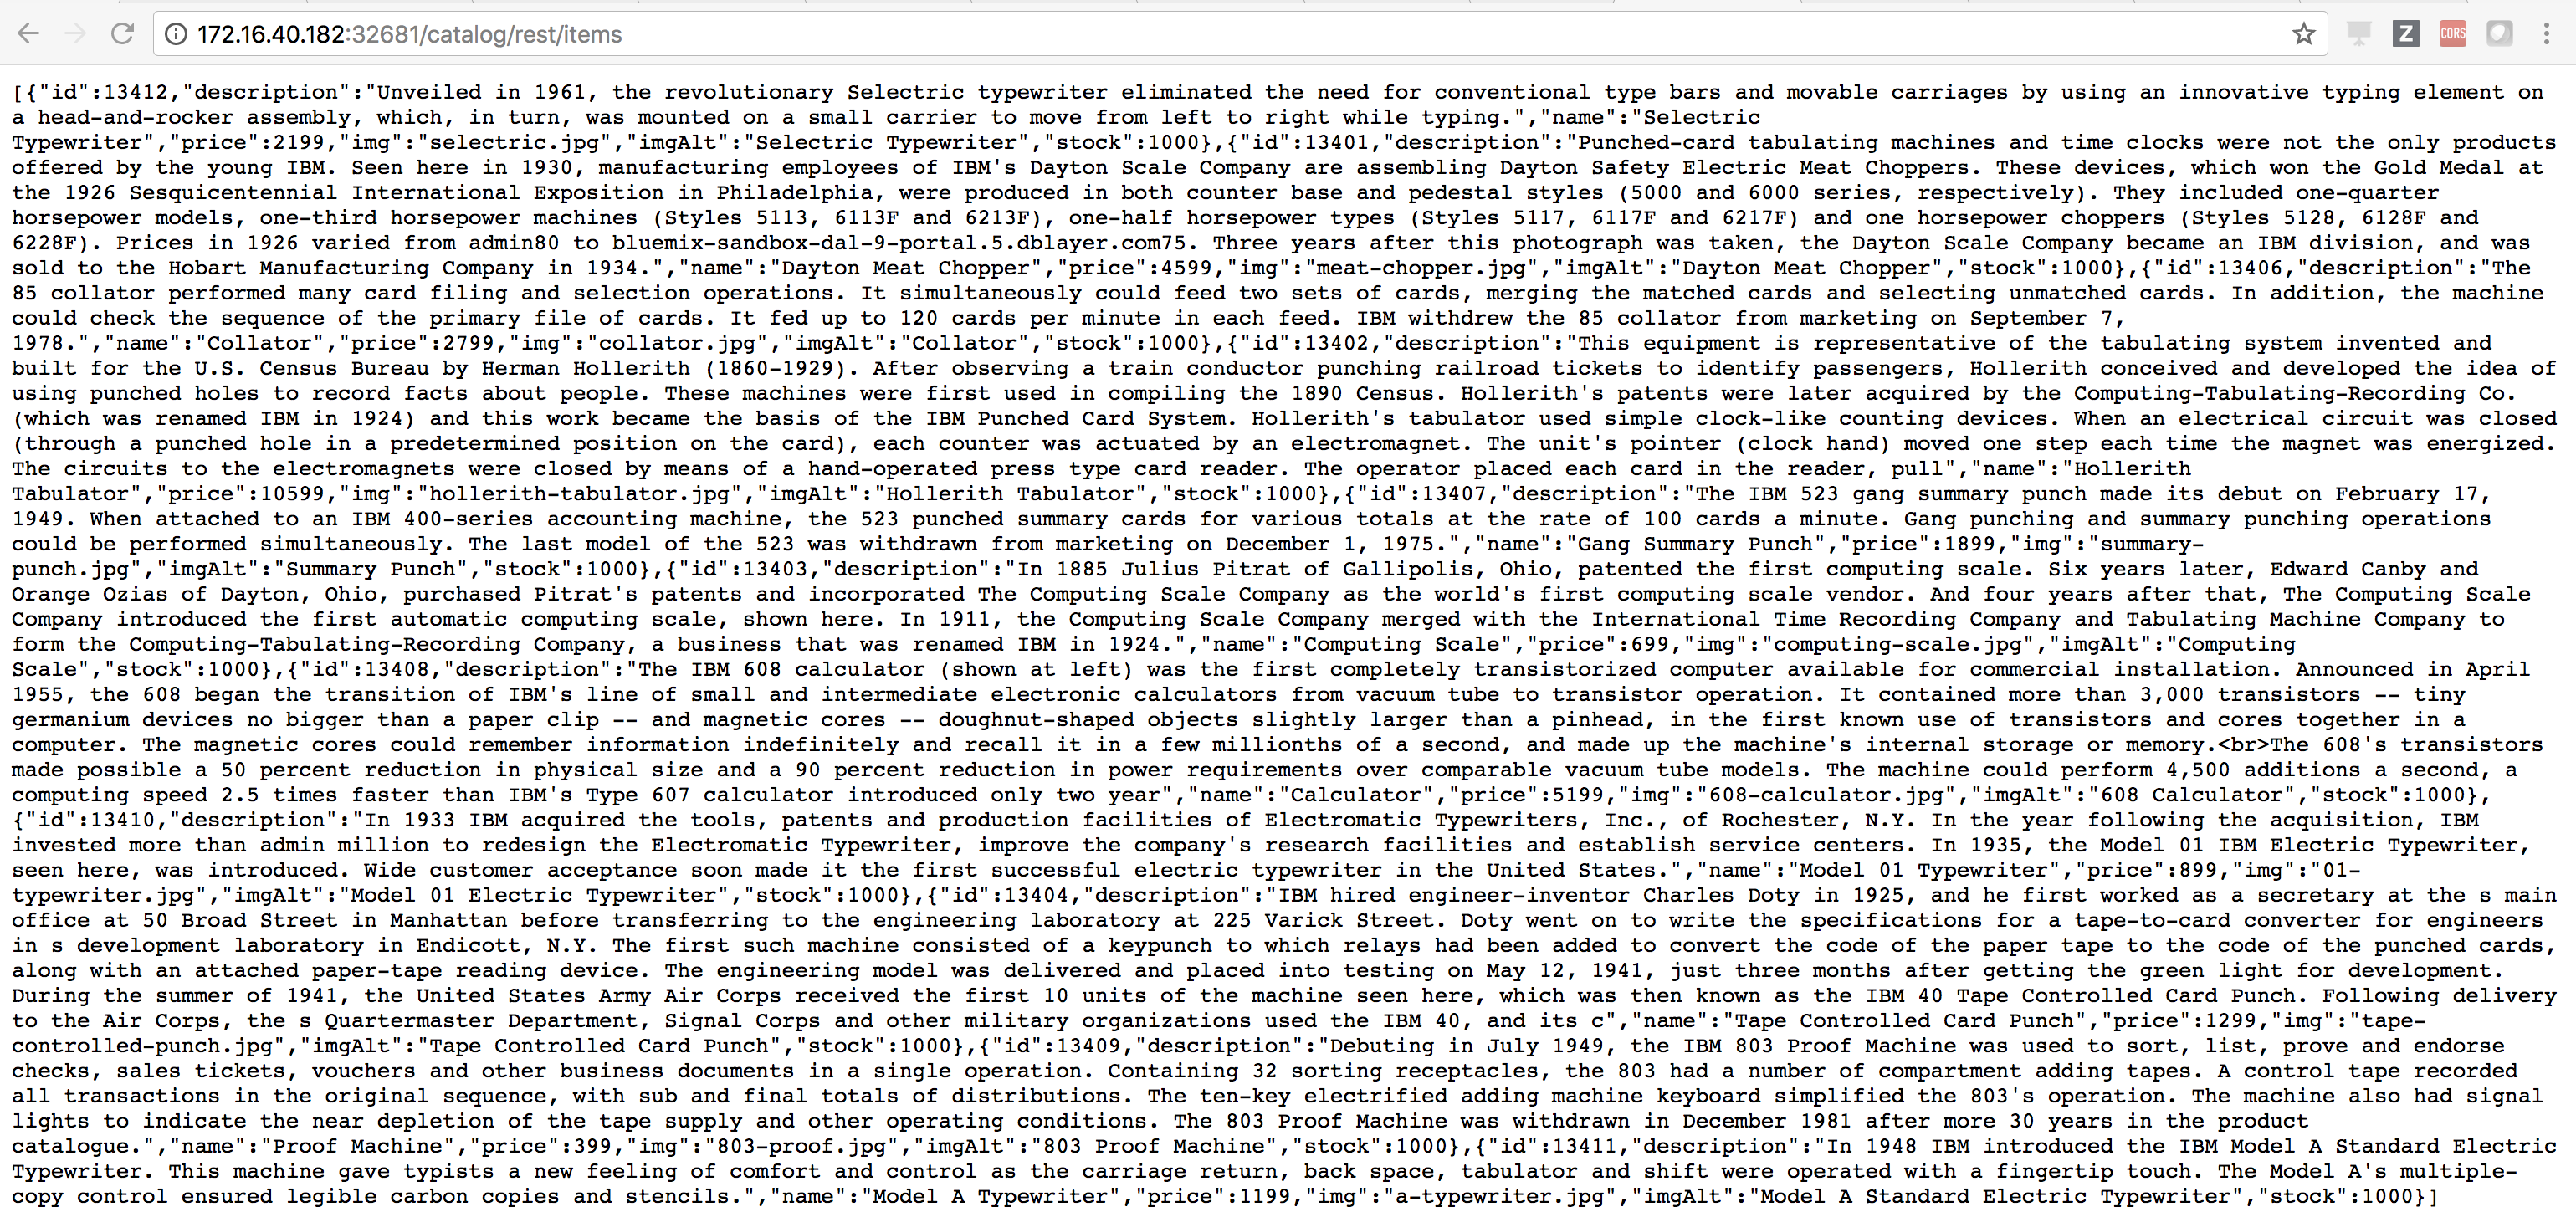 172.16.40.182:32681/catalog/rest/items
Z
CORS
[{"id":13412,"description":"Unveiled in 1961, the revolutionary Selectric typewriter eliminated the need for conventional type bars and movable carriages by using an innovative typing element on
a head-and-rocker assembly, which, in turn, was mounted on a small carrier to move from left to right while typing.","name":"Selectric
Typewriter","price":2199,"img":"selectric.jpg","imgAlt":"Selectric Typewriter","stock":1000},{"id":13401,"description":"Punched-card tabulating machines and time clocks were not the only products
offered by the young IBM. Seen here in 1930, manufacturing employees of IBM's Dayton Scale Company are assembling Dayton Safety Electric Meat Choppers. These devices, which won the Gold Medal at
the 1926 Sesquicentennial International Exposition in Philadelphia, were produced in both counter base and pedestal styles (5000 and 6000 series, respectively). They included one-quarter
horsepower models, one-third horsepower machines (Styles 5113, 6113F and 6213F), one-half horsepower types (Styles 5117, 6117F and 6217F) and one horsepower choppers (Styles 5128, 6128F and
6228F). Prices in 1926 varied from admin80 to bluemix-sandbox-dal-9-portal.5.dblayer.com75. Three years after this photograph was taken, the Dayton Scale Company became an IBM division, and was
sold to the Hobart Manufacturing Company in 1934.","name":"Dayton Meat Chopper","price":4599,"img":"meat-chopper.jpg","imgAlt":"Dayton Meat Chopper","stock":1000},{"id":13406,"description":"The
85 collator performed many card filing and selection operations. It simultaneously could feed two sets of cards, merging the matched cards and selecting unmatched cards. In addition, the machine
could check the sequence of the primary file of cards. It fed up to 120 cards per minute in each feed. IBM withdrew the 85 collator from marketing on September 7,
1978.","name":"Collator","price":2799,"img":"collator.jpg","imgAlt":"Collator","stock":1000},{"id":13402,"description":"This equipment is representative of the tabulating system invented and
built for the U.S. Census Bureau by Herman Hollerith (1860-1929). After observing a train conductor punching railroad tickets to identify passengers, Hollerith conceived and developed the idea of
using punched holes to record facts about people. These machines were first used in compiling the 1890 Census. Hollerith's patents were later acquired by the Computing-Tabulating-Recording Co.
(which was renamed IBM in 1924) and this work became the basis of the IBM Punched Card System. Hollerith's tabulator used simple clock-like counting devices. When an electrical circuit was closed
(through a punched hole in a predetermined position on the card), each counter was actuated by an electromagnet. The unit's pointer (clock hand) moved one step each time the magnet was energized.
The circuits to the electromagnets were closed by means of a hand-operated press type card reader. The operator placed each card in the reader, pull","name":"Hollerith
Tabulator","price":10599,"img":"hollerith-tabulator.jpg","imgAlt":"Hollerith Tabulator","stock":1000},{"id":13407,"description":"The IBM 523 gang summary punch made its debut on February 17,
1949. When attached to an IBM 400-series accounting machine, the 523 punched summary cards for various totals at the rate of 100 cards a minute. Gang punching and summary punching operations
could be performed simultaneously. The last model of the 523 was withdrawn from marketing on December 1, 1975.","name":"Gang Summary Punch","price":1899,"img":"summary-
punch.jpg","imgAlt":"Summary Punch","stock":1000},{"id":13403,"description":"In 1885 Julius Pitrat of Gallipolis, Ohio, patented the first computing scale. Six years later, Edward Canby and
Orange Ozias of Dayton, Ohio, purchased Pitrat's patents and incorporated The Computing Scale Company as the world's first computing scale vendor. And four years after that, The Computing Scale
Company introduced the first automatic computing scale, shown here. In 1911, the Computing Scale Company merged with the International Time Recording Company and Tabulating Machine Company to
form the Computing-Tabulating-Recording Company, a business that was renamed IBM in 1924.","name":"Computing Scale","price":699,"img":"computing-scale.jpg","imgAlt":"Computing
Scale","stock":1000},{"id":13408,"description":"The IBM 608 calculator (shown at left) was the first completely transistorized computer available for commercial installation. Announced in April
1955, the 608 began the transition of IBM's line of small and intermediate electronic calculators from vacuum tube to transistor operation. It contained more than 3,000 transistors -- tiny
germanium devices no bigger than a paper clip -- and magnetic cores -- doughnut-shaped objects slightly larger than a pinhead, in the first known use of transistors and cores together in a
computer. The magnetic cores could remember information indefinitely and recall it in a few millionths of a second, and made up the machine's internal storage or memory.<br>The 608's transistors
made possible a 50 percent reduction in physical size and a 90 percent reduction in power requirements over comparable vacuum tube models. The machine could perform 4,500 additions a second, a
computing speed 2.5 times faster than IBM's Type 607 calculator introduced only two year","name":"Calculator","price":5199,"img":"608-calculator.jpg","imgAlt":"608 Calculator","stock":1000},
{"id":13410,"description":"In 1933 IBM acquired the tools, patents and production facilities of Electromatic Typewriters, Inc., of Rochester, N.Y. In the year following the acquisition, IBM
invested more than admin million to redesign the Electromatic Typewriter, improve the company's research facilities and establish service centers. In 1935, the Model 01 IBM Electric Typewriter,
seen here, was introduced. Wide customer acceptance soon made it the first successful electric typewriter in the United States.","name":"Model 01 Typewriter","price":899,"img":"01-
typewriter.jpg","imgAlt":"Model 01 Electric Typewriter","stock":1000},{"id":13404,"description":"IBM hired engineer-inventor Charles Doty in 1925, and he first worked as a secretary at the s main
office at 50 Broad Street in Manhattan before transferring to the engineering laboratory at 225 Varick Street. Doty went on to write the specifications for a tape-to-card converter for engineers
in s development laboratory in Endicott, N.Y. The first such machine consisted of a keypunch to which relays had been added to convert the code of the paper tape to the code of the punched cards,
along with an attached paper-tape reading device. The engineering model was delivered and placed into testing on May 12, 1941, just three months after getting the green light for development.
During the summer of 1941, the United States Army Air Corps received the first 10 units of the machine seen here, which was then known as the IBM 40 Tape Controlled Card Punch. Following delivery
to the Air Corps, the s Quartermaster Department, Signal Corps and other military organizations used the IBM 40, and its c","name":"Tape Controlled Card Punch","price":1299,"img":"tape-
controlled-punch.jpg","imgAlt":"Tape Controlled Card Punch","stock":1000},{"id":13409,"description":"Debuting in July 1949, the IBM 803 Proof Machine was used to sort, list, prove and endorse
checks, sales tickets, vouchers and other business documents in a single operation. Containing 32 sorting receptacles, the 803 had a number of compartment adding tapes. A control tape recorded
all transactions in the original sequence, with sub and final totals of distributions. The ten-key electrified adding machine keyboard simplified the 803's operation. The machine also had signal
lights to indicate the near depletion of the tape supply and other operating conditions. The 803 Proof Machine was withdrawn in December 1981 after more 30 years in the product
catalogue.","name":"Proof Machine","price":399,"img":"803-proof.jpg","imgAlt":"803 Proof Machine","stock":1000},{"id":13411,"description":"In 1948 IBM introduced the IBM Model A Standard Electric
Typewriter. This machine gave typists a new feeling of comfort and control as the carriage return, back space, tabulator and shift were operated with a fingertip touch. The Model A's multiple-
copy control ensured legible carbon copies and stencils.","name":"Model A Typewriter","price":1199,"img":"a-typewriter.jpg","imgAlt":"Model A Standard Electric Typewriter","stock":1000}]